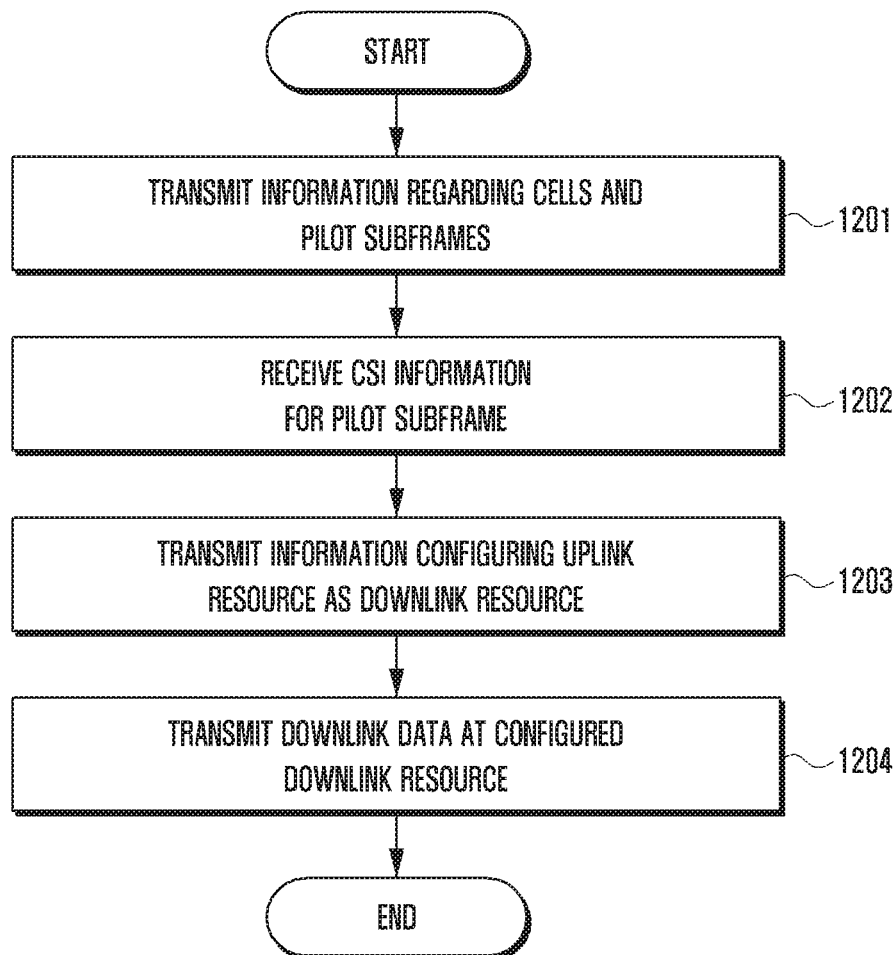 START
TRANSMIT INFORMATION REGARDING CELLS AND
PILOT SUBFRAMES
1201
RECEIVE CSI INFORMATION
FOR PILOT SUBFRAME
1202
TRANSMIT INFORMATION CONFIGURING UPLINK
RESOURCE AS DOWNLINK RESOURCE
1203
TRANSMIT DOWNLINK DATA AT CONFIGURED
DOWNLINK RESOURCE
1204
END